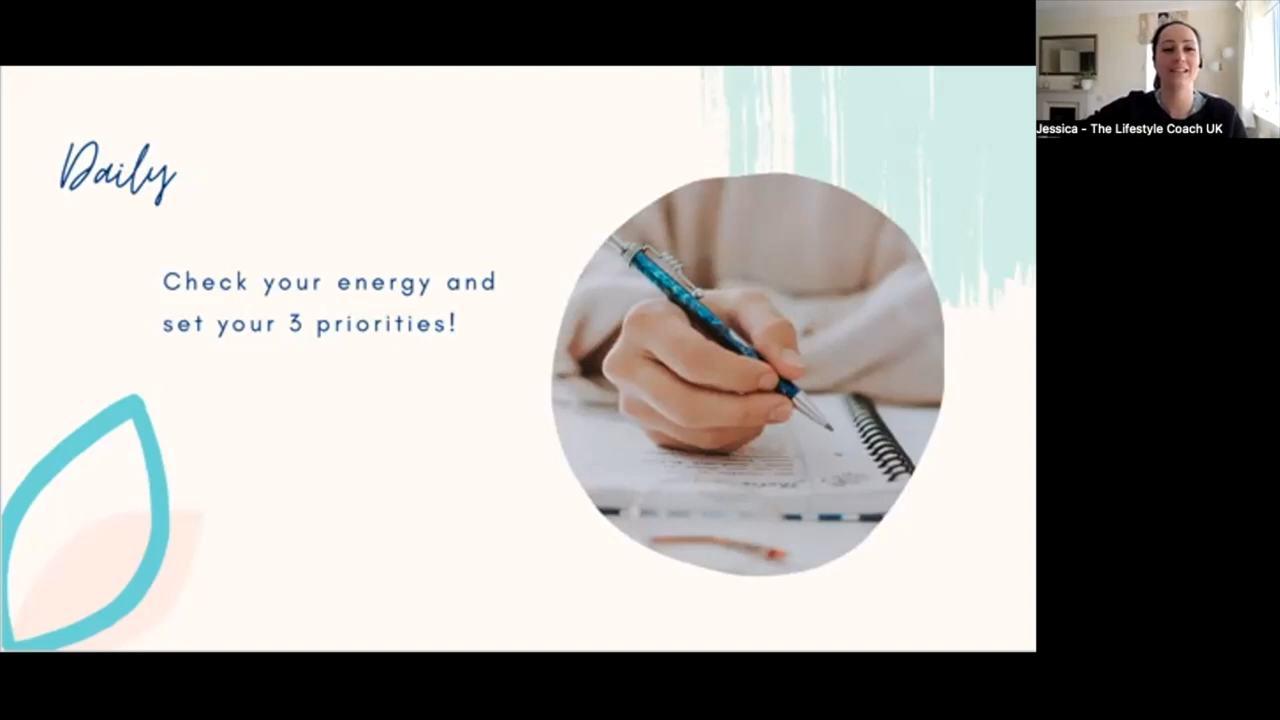 Daily
Check your energy and
set your 3 priorities!
Jessica - The Lifestyle Coach UK